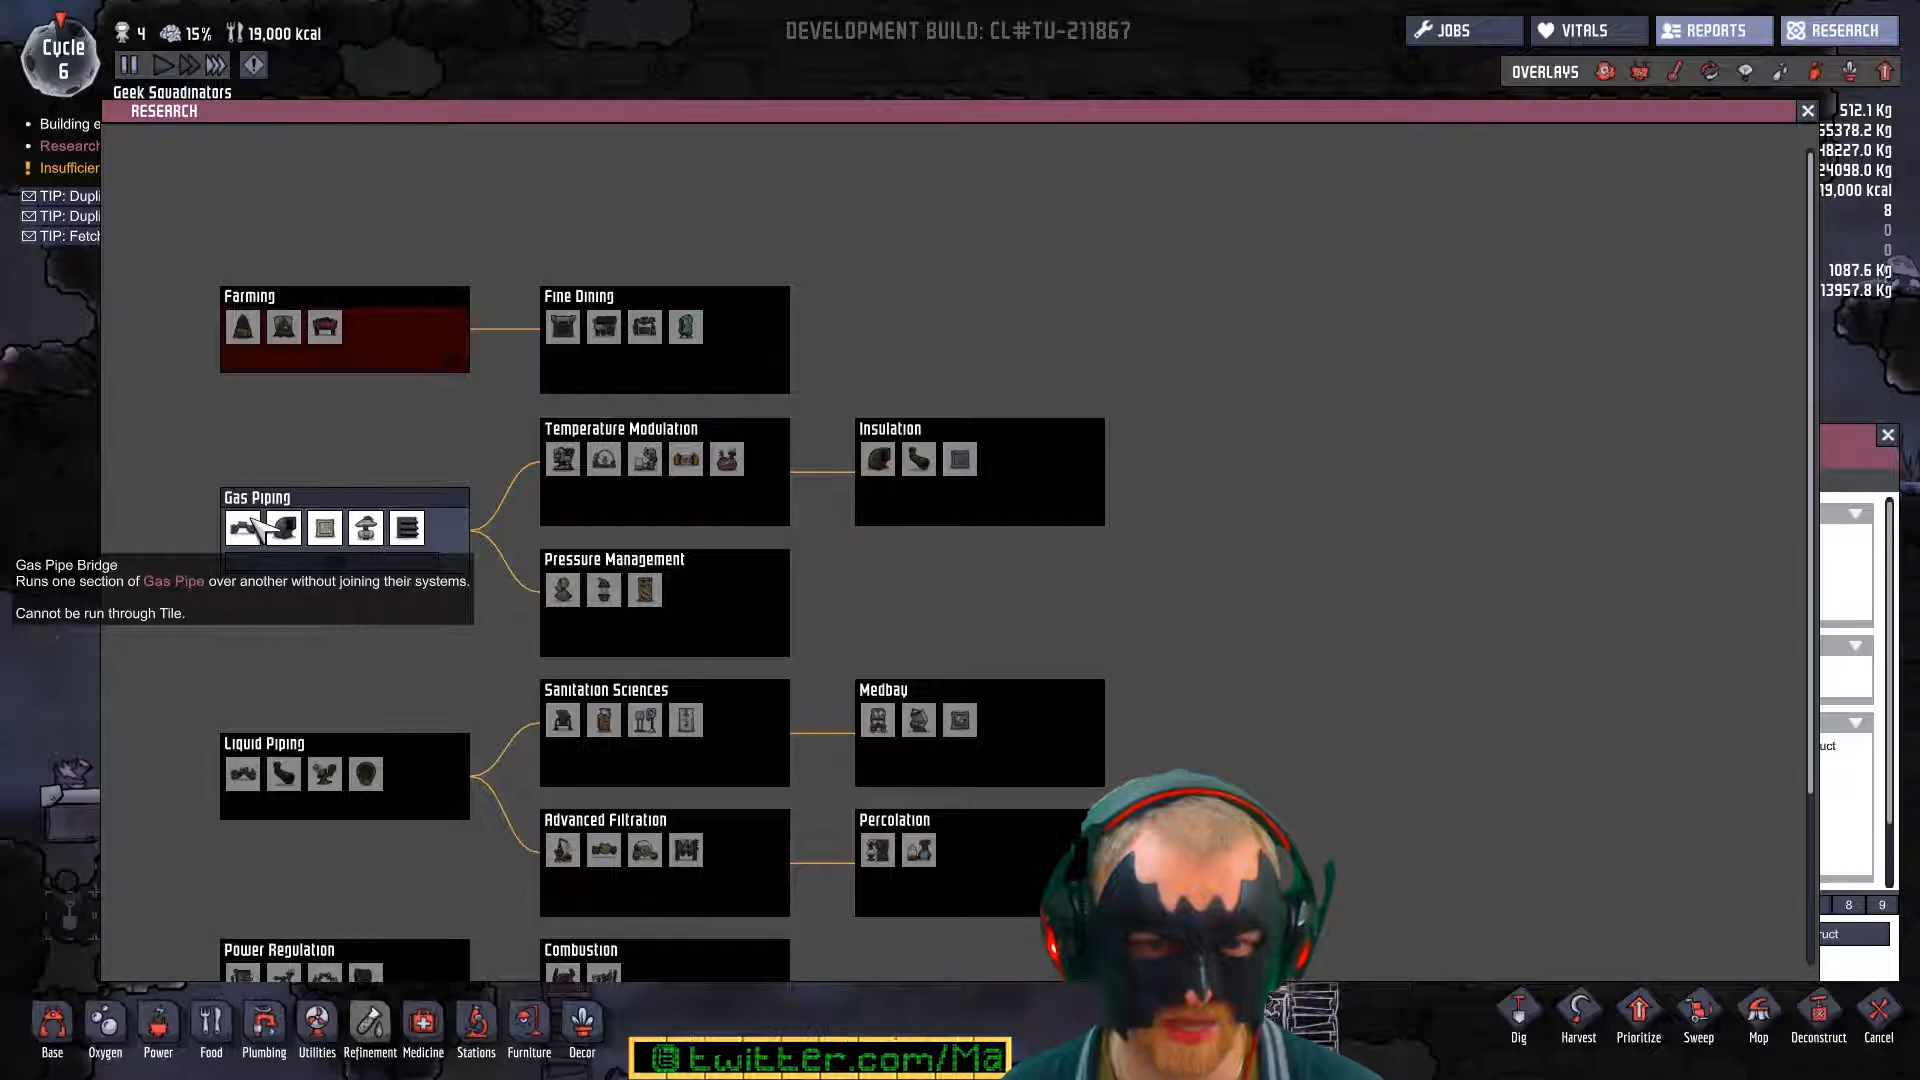 Cycle
6
4
15%
19,000 kcal
DEVELOPMENT BUILD: CL#TU-211867
JOBS
VITALS
REPORTS
RESEARCH
OVERLAYS
Geek Squadinators
RESEARCH
Building e
Research
Insufficien
TIP: Dupli
TIP: Dupli
TIP: Fetch
512.1 Kg
55378.2 Kg
48227.0 Kg
24098.0 Kg
19,000 kcal
8
0
0
1087.6 Kg
13957.8 Kg
Farming
Fine Dining
Temperature Modulation
Insulation
Gas Piping
Pressure Management
Gas Pipe Bridge
Runs one section of Gas Pipe over another without joining their systems.
Cannot be run through Tile.
Sanitation Sciences
Medbay
Liquid Piping
Advanced Filtration
Percolation
Power Regulation
Combustion
uct
8
9
ruct
Base
Oxygen
Power
Food
Plumbing
Utilities
Refinement
Medicine
Stations
Furniture
Decor
Dig
Harvest
Prioritize
Sweep
Mop
Deconstruct
Cancel
twitter.com/Ma